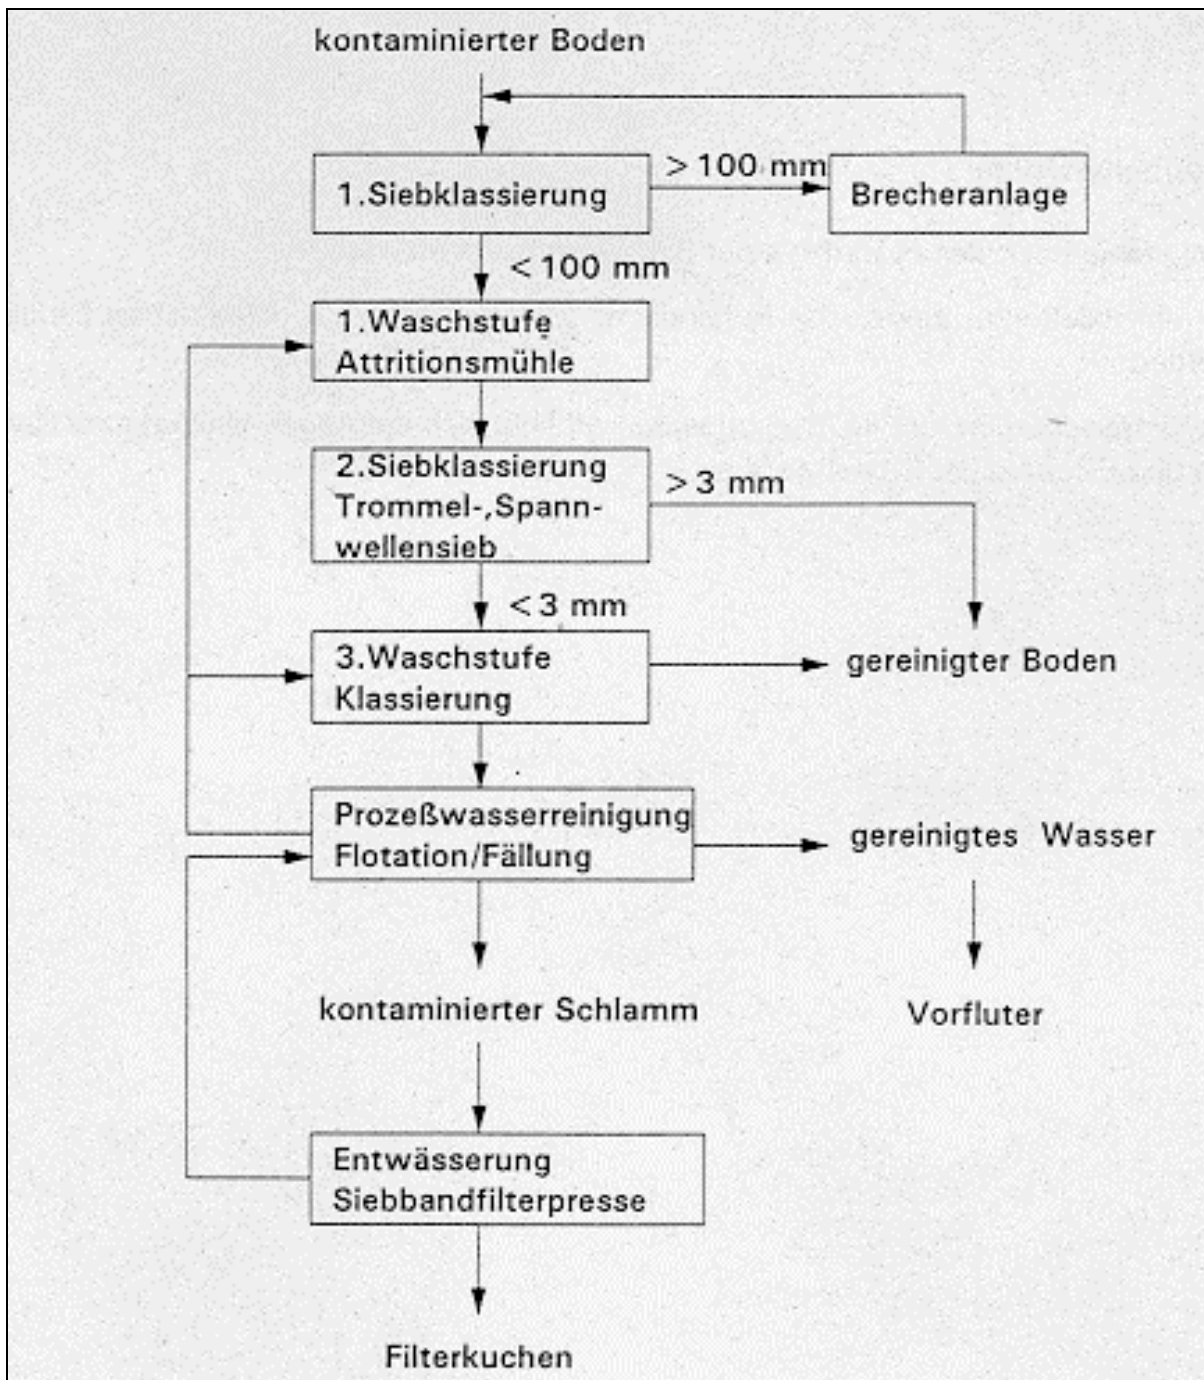 kontaminierter Boden
> 100 mm
1.Siebklassierung
Brecheranlage
< 100 mm
1.Waschstufe
Attritionsmühle
2.Siebklassierung
Trommel-,Spann-
wellensieb
> 3 mm
< 3 mm
3.Waschstufe
Klassierung
gereinigter Boden
Prozeßwasserreinigung
Flotation/Fällung
gereinigtes Wasser
kontaminierter Schlamm
Vorfluter
Entwässerung
Siebbandfilterpresse
Filterkuchen